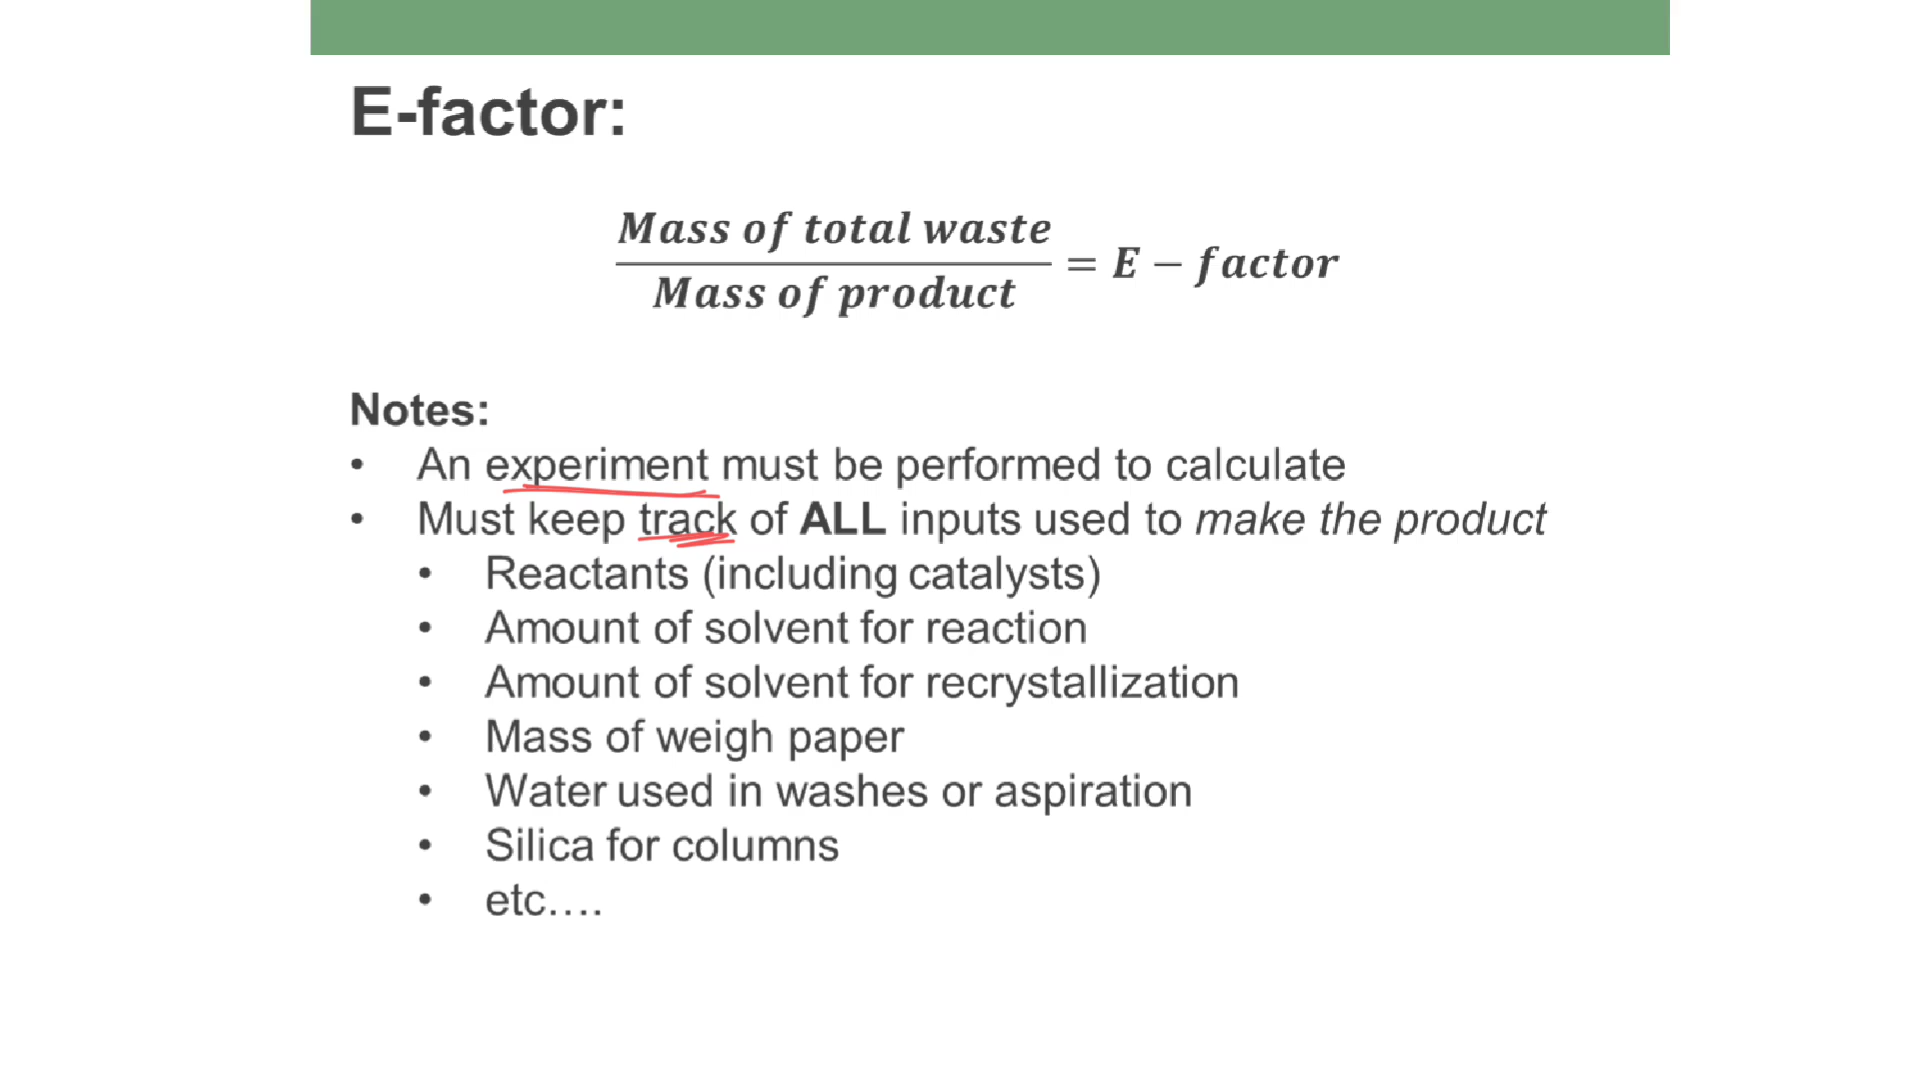 E-factor:
Mass of total waste
Mass of product
= E − factor
Notes:
• An experiment must be performed to calculate
• Must keep track of ALL inputs used to make the product
• Reactants (including catalysts)
• Amount of solvent for reaction
• Amount of solvent for recrystallization
• Mass of weigh paper
• Water used in washes or aspiration
• Silica for columns
• etc….